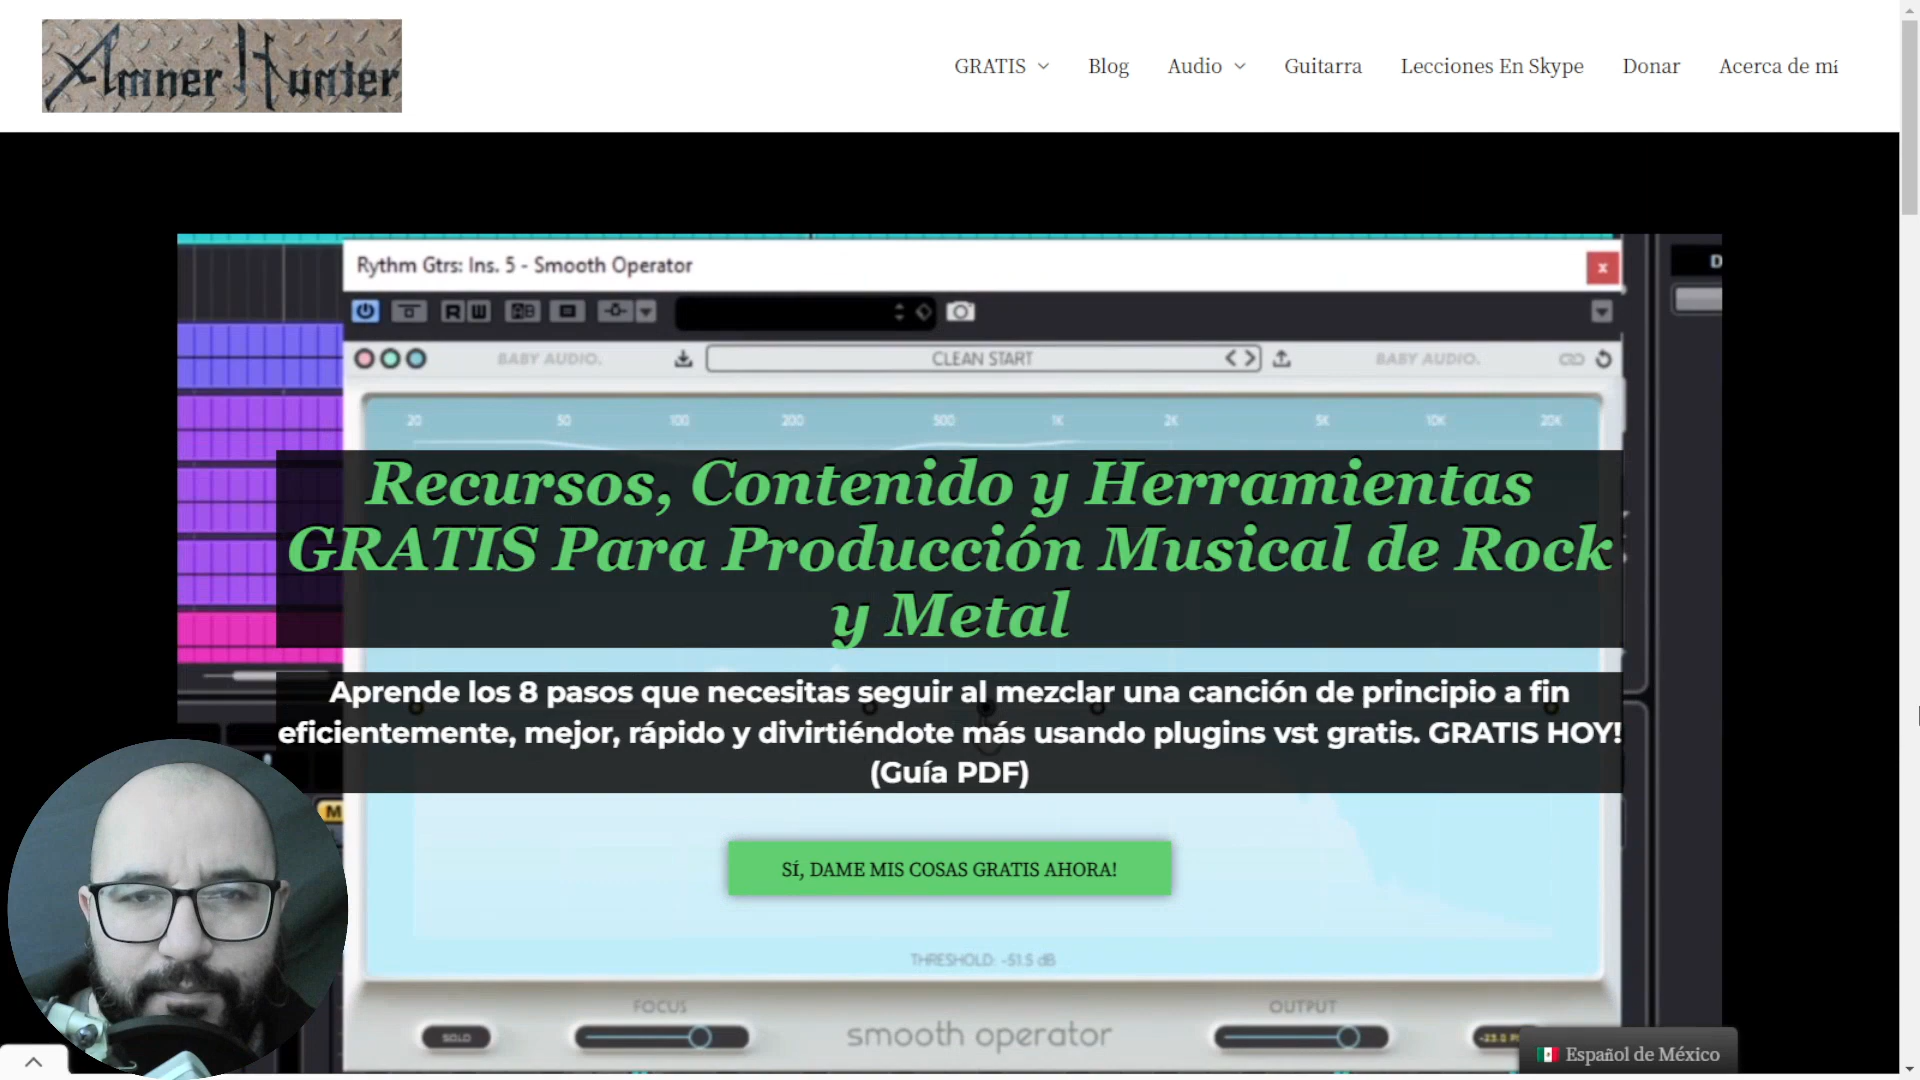 Amner Hunter
GRATIS
Blog
Audio
Guitarra
Lecciones En Skype
Donar
Acerca de mí
Rythm Gtrs: Ins. 5 - Smooth Operator
x
R W
AB
BABY AUDIO.
CLEAN START
BABY AUDIO.
20 50 100 200 500 1K 2K 5K 10K 20K
Recursos, Contenido y Herramientas
GRATIS Para Producción Musical de Rock
y Metal
Aprende los 8 pasos que necesitas seguir al mezclar una canción de principio a fin
eficientemente, mejor, rápido y divirtiéndote más usando plugins vst gratis. GRATIS HOY!
(Guía PDF)
M
SÍ, DAME MIS COSAS GRATIS AHORA!
THRESHOLD: -51.5 dB
FOCUS
OUTPUT
SOLO
smooth operator
Español de México